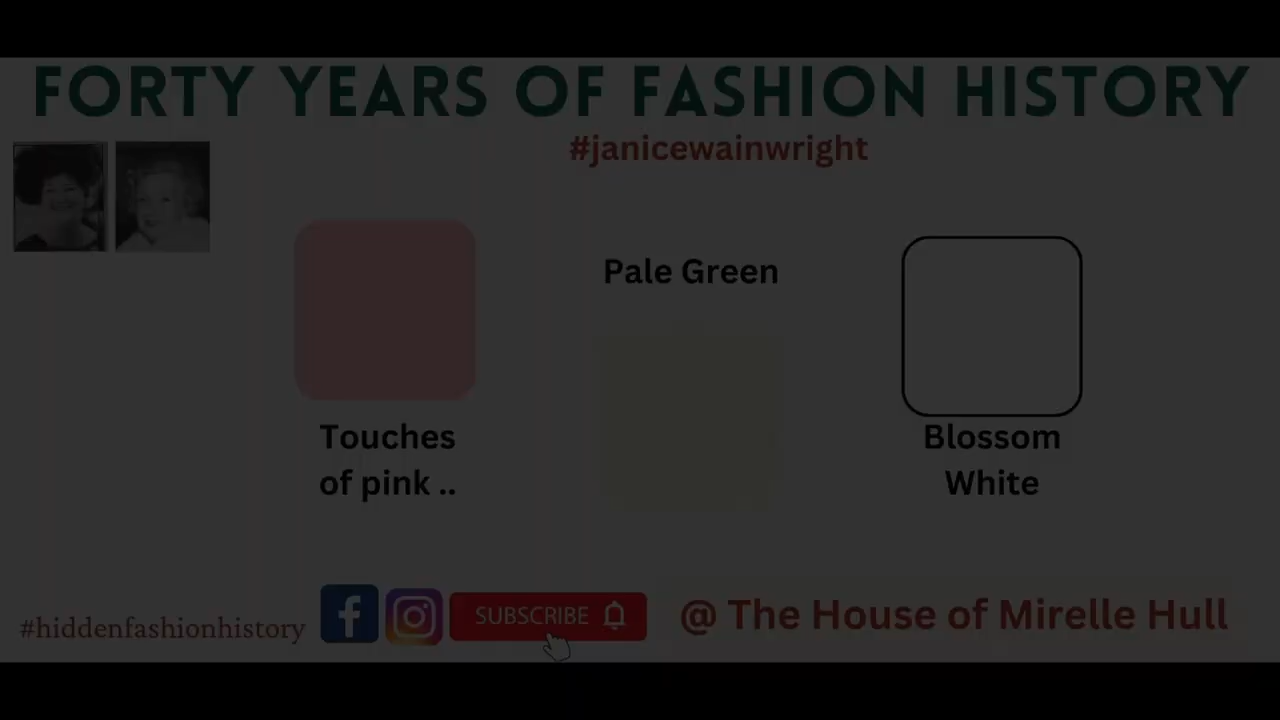 FORTY YEARS OF FASHION HISTORY
#janicewainwright
Pale Green
Touches
of pink ..
Blossom
White
#hiddenfashionhistory
SUBSCRIBE
@ The House of Mirelle Hull